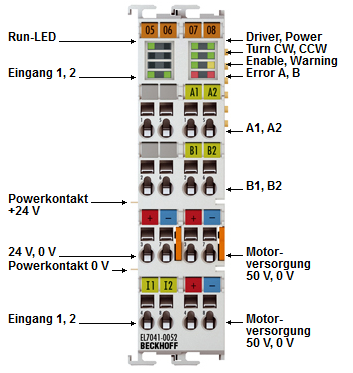 Run-LED
Eingang 1, 2
Powerkontakt
+24 V
24 V, 0 V
Powerkontakt 0 V
Eingang 1, 2
05 06 07 08
A1 A2
B1 B2
+ − + −
I1 I2 + −
EL7041-0052
BECKHOFF
Driver, Power
Turn CW, CCW
Enable, Warning
Error A, B
A1, A2
B1, B2
Motor-
versorgung
50 V, 0 V
Motor-
versorgung
50 V, 0 V